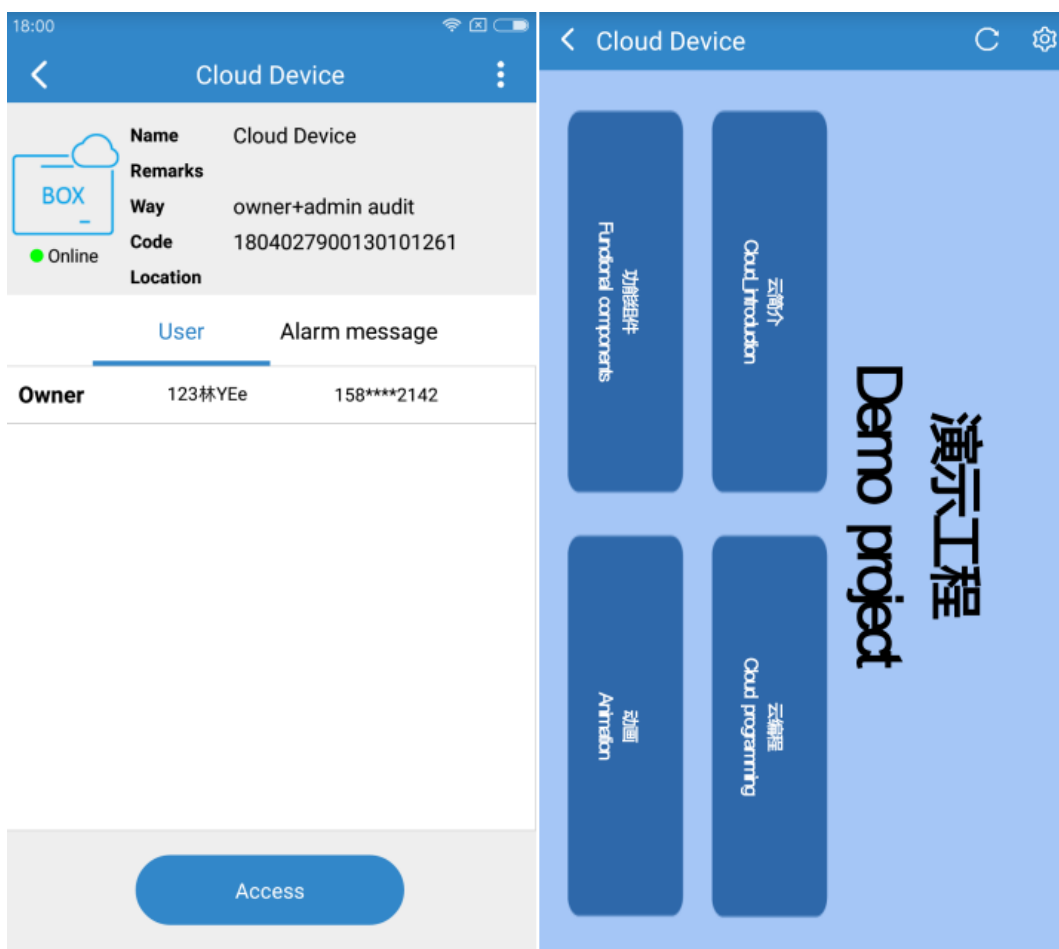 18:00
Cloud Device
BOX
Online
Name Cloud Device
Remarks
Way owner+admin audit
Code 1804027900130101261
Location
User Alarm message
Owner 123林YEe 158****2142
Access
Cloud Device
演示工程
Demo project
云简介
Cloud_introduction
云编程
Cloud programming
功能组件
Functional components
动画
Animation